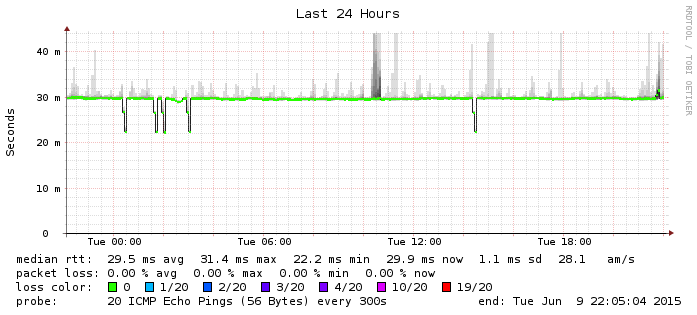 Last 24 Hours
RRDTOOL / TOBI OETIKER
Seconds
40 m
30 m
20 m
10 m
0
Tue 00:00 Tue 06:00 Tue 12:00 Tue 18:00
median rtt: 29.5 ms avg 31.4 ms max 22.2 ms min 29.9 ms now 1.1 ms sd 28.1 am/s
packet loss: 0.00 % avg 0.00 % max 0.00 % min 0.00 % now
loss color: 0 1/20 2/20 3/20 4/20 10/20 19/20
probe: 20 ICMP Echo Pings (56 Bytes) every 300s end: Tue Jun 9 22:05:04 2015